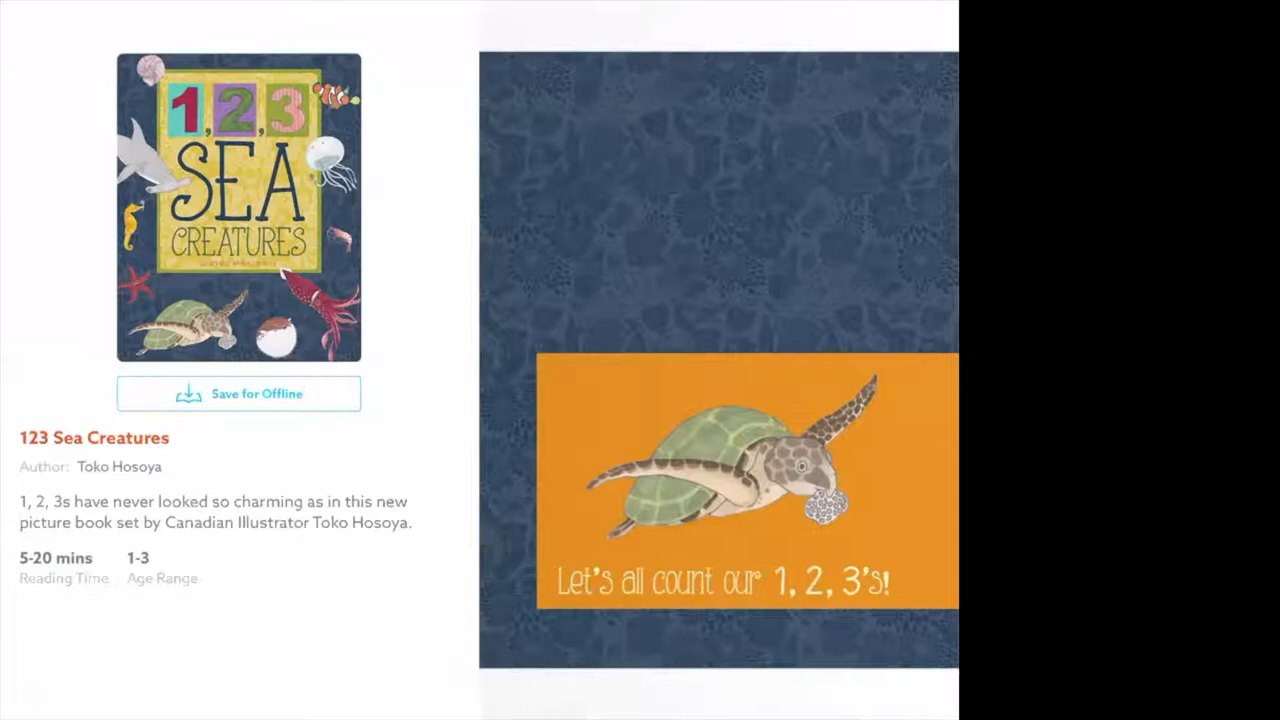 1, 2, 3
SEA
CREATURES
Save for Offline
123 Sea Creatures
Author: Toko Hosoya
1, 2, 3s have never looked so charming as in this new
picture book set by Canadian Illustrator Toko Hosoya.
5-20 mins 1-3
Reading Time Age Range
Let's all count our 1, 2, 3's!